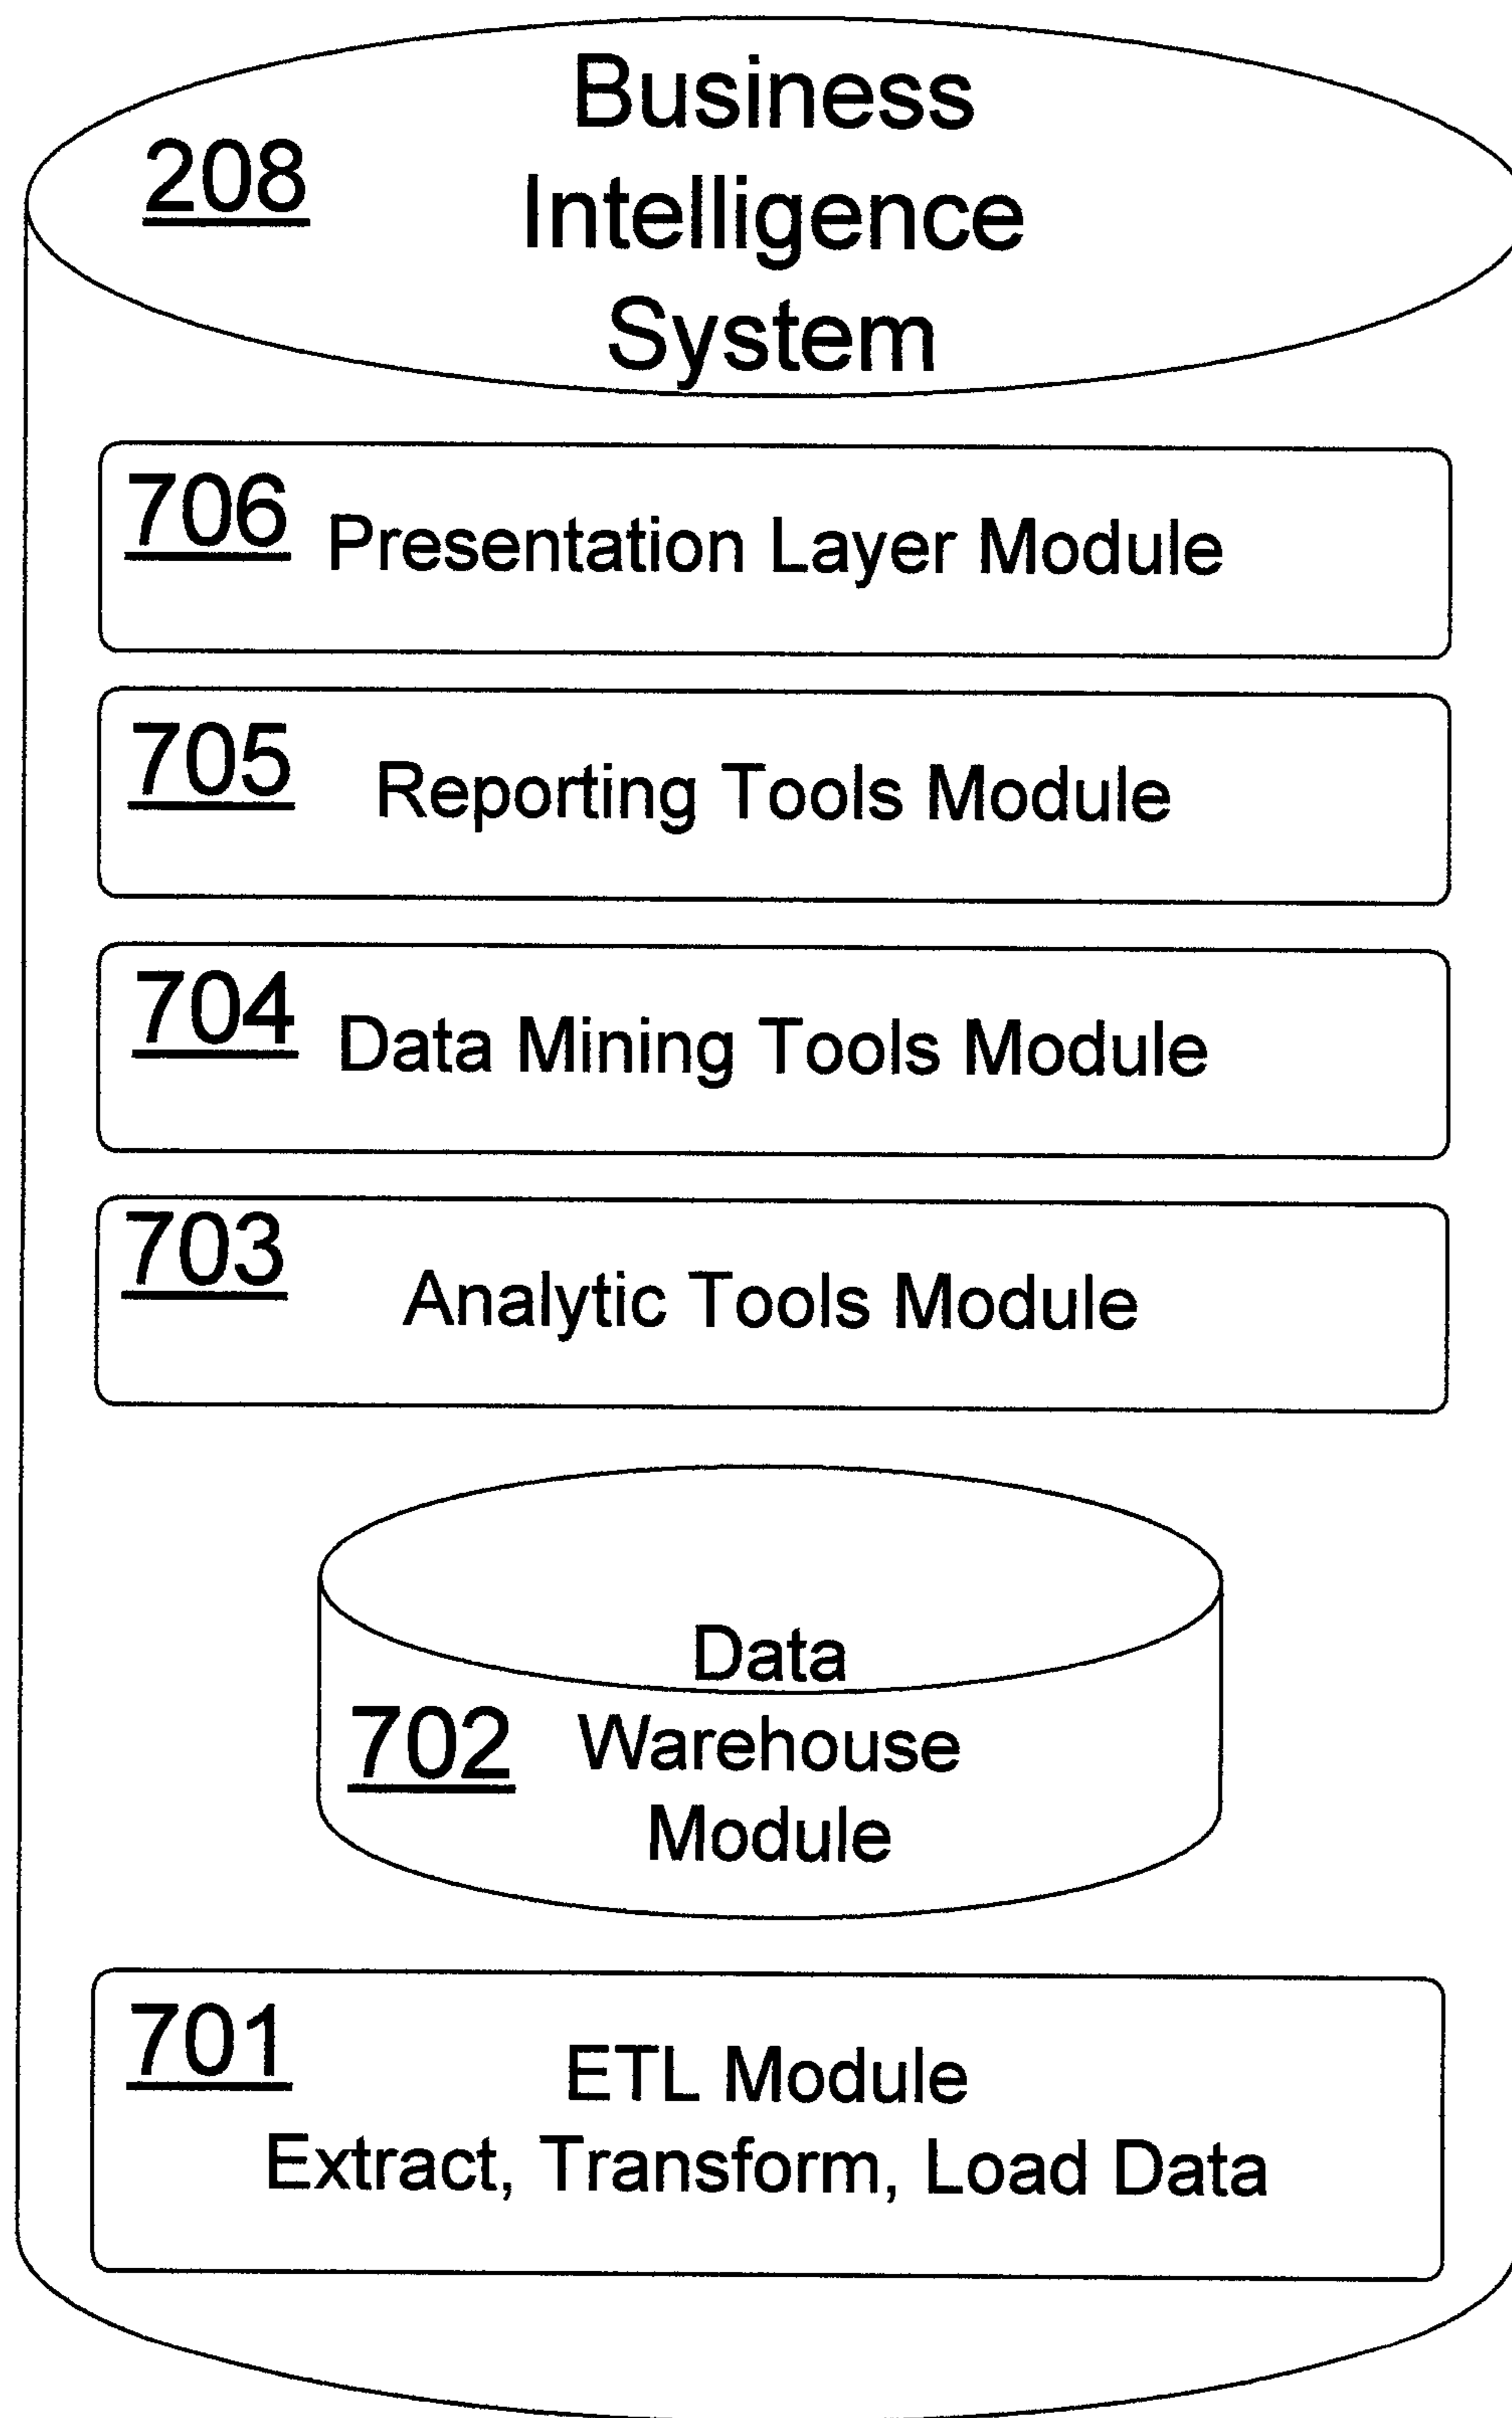 Business
208
Intelligence
System
706 Presentation Layer Module
705 Reporting Tools Module
704 Data Mining Tools Module
703 Analytic Tools Module
Data
702 Warehouse
Module
701 ETL Module
Extract, Transform, Load Data